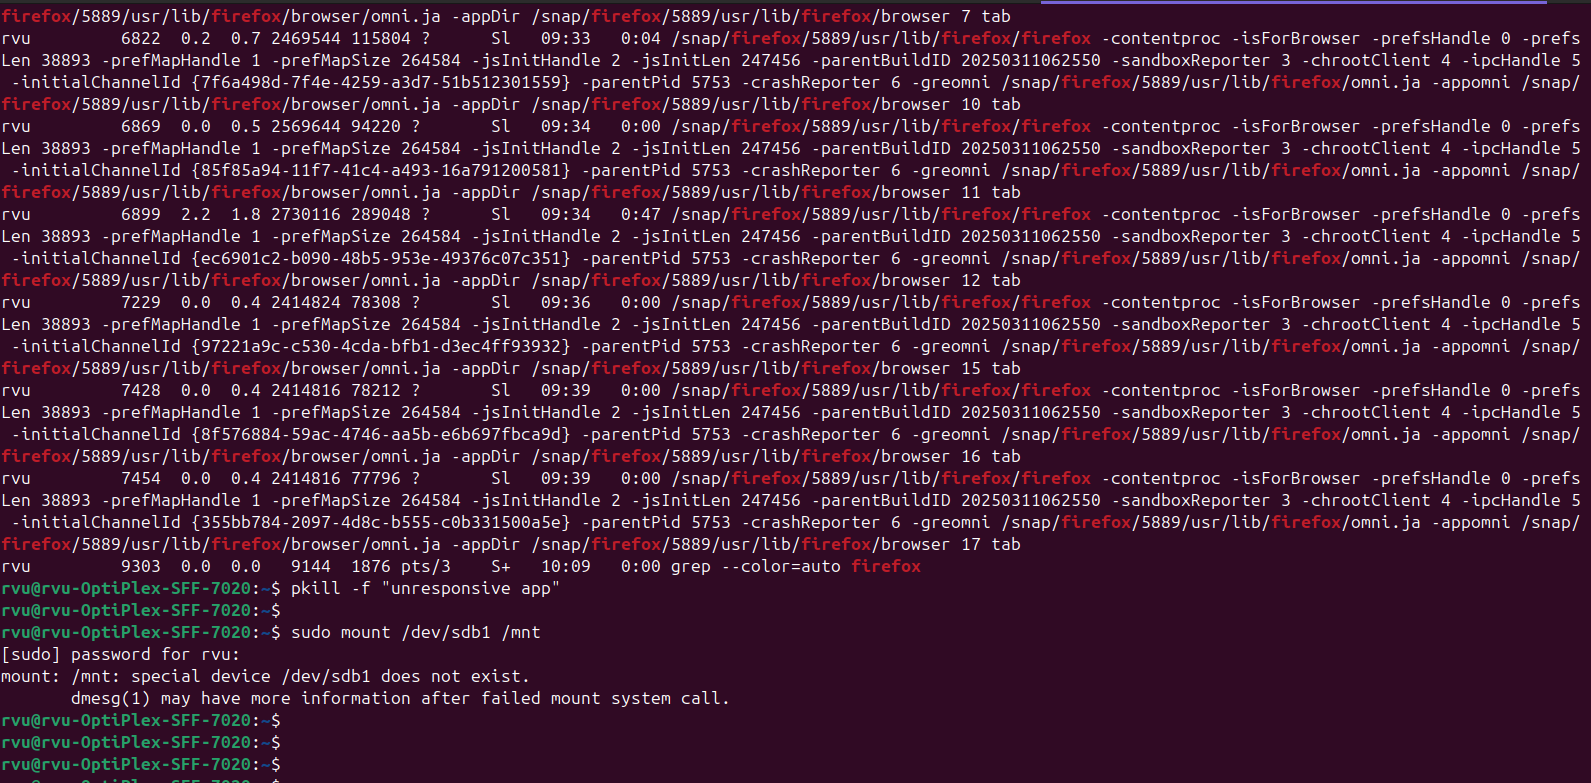 firefox/5889/usr/lib/firefox/browser/omni.ja -appDir /snap/firefox/5889/usr/lib/firefox/browser 7 tab
rvu         6822  0.2  0.7 2469544 115804 ?      Sl   09:33   0:04 /snap/firefox/5889/usr/lib/firefox/firefox -contentproc -isForBrowser -prefsHandle 0 -prefs
Len 38893 -prefMapHandle 1 -prefMapSize 264584 -jsInitHandle 2 -jsInitLen 247456 -parentBuildID 20250311062550 -sandboxReporter 3 -chrootClient 4 -ipcHandle 5
 -initialChannelId {7f6a498d-7f4e-4259-a3d7-51b512301559} -parentPid 5753 -crashReporter 6 -greomni /snap/firefox/5889/usr/lib/firefox/omni.ja -appomni /snap/
firefox/5889/usr/lib/firefox/browser/omni.ja -appDir /snap/firefox/5889/usr/lib/firefox/browser 10 tab
rvu         6869  0.0  0.5 2569644 94220 ?       Sl   09:34   0:00 /snap/firefox/5889/usr/lib/firefox/firefox -contentproc -isForBrowser -prefsHandle 0 -prefs
Len 38893 -prefMapHandle 1 -prefMapSize 264584 -jsInitHandle 2 -jsInitLen 247456 -parentBuildID 20250311062550 -sandboxReporter 3 -chrootClient 4 -ipcHandle 5
 -initialChannelId {85f85a94-11f7-41c4-a493-16a791200581} -parentPid 5753 -crashReporter 6 -greomni /snap/firefox/5889/usr/lib/firefox/omni.ja -appomni /snap/
firefox/5889/usr/lib/firefox/browser/omni.ja -appDir /snap/firefox/5889/usr/lib/firefox/browser 11 tab
rvu         6899  2.2  1.8 2730116 289048 ?      Sl   09:34   0:47 /snap/firefox/5889/usr/lib/firefox/firefox -contentproc -isForBrowser -prefsHandle 0 -prefs
Len 38893 -prefMapHandle 1 -prefMapSize 264584 -jsInitHandle 2 -jsInitLen 247456 -parentBuildID 20250311062550 -sandboxReporter 3 -chrootClient 4 -ipcHandle 5
 -initialChannelId {ec6901c2-b090-48b5-953e-49376c07c351} -parentPid 5753 -crashReporter 6 -greomni /snap/firefox/5889/usr/lib/firefox/omni.ja -appomni /snap/
firefox/5889/usr/lib/firefox/browser/omni.ja -appDir /snap/firefox/5889/usr/lib/firefox/browser 12 tab
rvu         7229  0.0  0.4 2414824 78308 ?       Sl   09:36   0:00 /snap/firefox/5889/usr/lib/firefox/firefox -contentproc -isForBrowser -prefsHandle 0 -prefs
Len 38893 -prefMapHandle 1 -prefMapSize 264584 -jsInitHandle 2 -jsInitLen 247456 -parentBuildID 20250311062550 -sandboxReporter 3 -chrootClient 4 -ipcHandle 5
 -initialChannelId {97221a9c-c530-4cda-bfb1-d3ec4ff93932} -parentPid 5753 -crashReporter 6 -greomni /snap/firefox/5889/usr/lib/firefox/omni.ja -appomni /snap/
firefox/5889/usr/lib/firefox/browser/omni.ja -appDir /snap/firefox/5889/usr/lib/firefox/browser 15 tab
rvu         7428  0.0  0.4 2414816 78212 ?       Sl   09:39   0:00 /snap/firefox/5889/usr/lib/firefox/firefox -contentproc -isForBrowser -prefsHandle 0 -prefs
Len 38893 -prefMapHandle 1 -prefMapSize 264584 -jsInitHandle 2 -jsInitLen 247456 -parentBuildID 20250311062550 -sandboxReporter 3 -chrootClient 4 -ipcHandle 5
 -initialChannelId {8f576884-59ac-4746-aa5b-e6b697fbca9d} -parentPid 5753 -crashReporter 6 -greomni /snap/firefox/5889/usr/lib/firefox/omni.ja -appomni /snap/
firefox/5889/usr/lib/firefox/browser/omni.ja -appDir /snap/firefox/5889/usr/lib/firefox/browser 16 tab
rvu         7454  0.0  0.4 2414816 77796 ?       Sl   09:39   0:00 /snap/firefox/5889/usr/lib/firefox/firefox -contentproc -isForBrowser -prefsHandle 0 -prefs
Len 38893 -prefMapHandle 1 -prefMapSize 264584 -jsInitHandle 2 -jsInitLen 247456 -parentBuildID 20250311062550 -sandboxReporter 3 -chrootClient 4 -ipcHandle 5
 -initialChannelId {355bb784-2097-4d8c-b555-c0b331500a5e} -parentPid 5753 -crashReporter 6 -greomni /snap/firefox/5889/usr/lib/firefox/omni.ja -appomni /snap/
firefox/5889/usr/lib/firefox/browser/omni.ja -appDir /snap/firefox/5889/usr/lib/firefox/browser 17 tab
rvu         9303  0.0  0.0   9144  1876 pts/3    S+   10:09   0:00 grep --color=auto firefox
rvu@rvu-OptiPlex-SFF-7020:~$ pkill -f "unresponsive app"
rvu@rvu-OptiPlex-SFF-7020:~$
rvu@rvu-OptiPlex-SFF-7020:~$ sudo mount /dev/sdb1 /mnt
[sudo] password for rvu:
mount: /mnt: special device /dev/sdb1 does not exist.
       dmesg(1) may have more information after failed mount system call.
rvu@rvu-OptiPlex-SFF-7020:~$
rvu@rvu-OptiPlex-SFF-7020:~$
rvu@rvu-OptiPlex-SFF-7020:~$